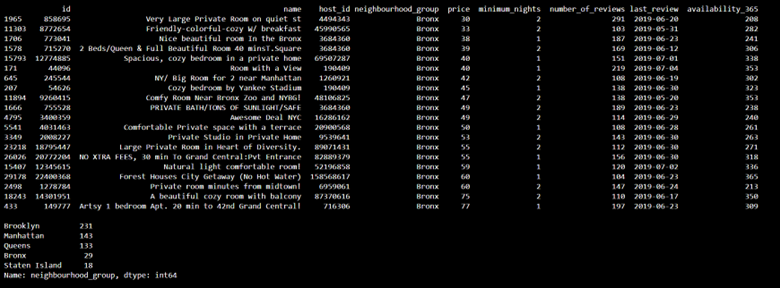 id name host_id neighbourhood_group price minimum_nights number_of_reviews last_review availability_365
1965 858695 Very Large Private Room on quiet st 4494343 Bronx 30 2 291 2019-06-20 208
11303 8772654 Friendly-colorful-cozy W/ breakfast 45990565 Bronx 33 2 103 2019-05-31 282
1706 773041 Nice beautiful room In the Bronx 3684360 Bronx 38 1 187 2019-06-23 241
1578 715270 2 Beds/Queen & Full Beautiful Room 40 minsT.Square 3684360 Bronx 39 2 169 2019-06-12 306
15793 12774885 Spacious, cozy bedroom in a private home 69507287 Bronx 40 1 151 2019-07-01 338
171 44096 Room with a View 190409 Bronx 40 2 219 2019-07-04 353
645 245544 NY/ Big Room for 2 near Manhattan 1260921 Bronx 42 2 108 2019-06-19 302
207 54626 Cozy bedroom by Yankee Stadium 190409 Bronx 45 1 138 2019-06-23 323
11894 9260415 Comfy Room Near Bronx Zoo and NYBG! 48106825 Bronx 47 2 138 2019-05-20 353
1666 755528 PRIVATE BATH/TONS OF SUNLIGHT/SAFE 3684360 Bronx 49 2 189 2019-06-23 238
4795 3400359 Awesome Deal NYC 16286162 Bronx 49 2 114 2019-06-29 240
5541 4031463 Comfortable Private space with a terrace 20900568 Bronx 50 1 108 2019-06-28 261
3349 2008227 Private Studio in Private Home 9539641 Bronx 53 2 143 2019-06-30 263
23218 18795447 Large Private Room in Heart of Diversity. 89071431 Bronx 55 2 112 2019-06-30 271
26026 20772204 NO XTRA FEES, 30 min To Grand Central:Pvt Entrance 82889379 Bronx 55 1 156 2019-06-30 318
15407 12345615 Natural light comfortable room! 52196858 Bronx 59 1 120 2019-07-02 336
29178 22400368 Forest Houses City Getaway (No Hot Water) 158568617 Bronx 60 1 104 2019-06-23 365
2498 1278784 Private room minutes from midtown! 6959061 Bronx 60 2 147 2019-06-24 213
18243 14301951 A beautiful cozy room with balcony 87370616 Bronx 75 2 110 2019-06-17 350
433 149777 Artsy 1 bedroom Apt. 20 min to 42nd Grand Central! 716306 Bronx 77 1 197 2019-06-23 309
Brooklyn 231
Manhattan 143
Queens 133
Bronx 29
Staten Island 18
Name: neighbourhood_group, dtype: int64